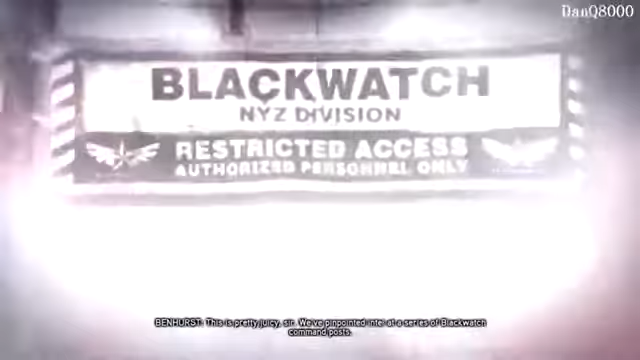 DanQ8000
BLACKWATCH
NYZ DIVISION
RESTRICTED ACCESS
AUTHORIZED PERSONNEL ONLY
BENHURST: This is pretty juicy, sir. We've pinpointed intel at a series of Blackwatch
command posts.